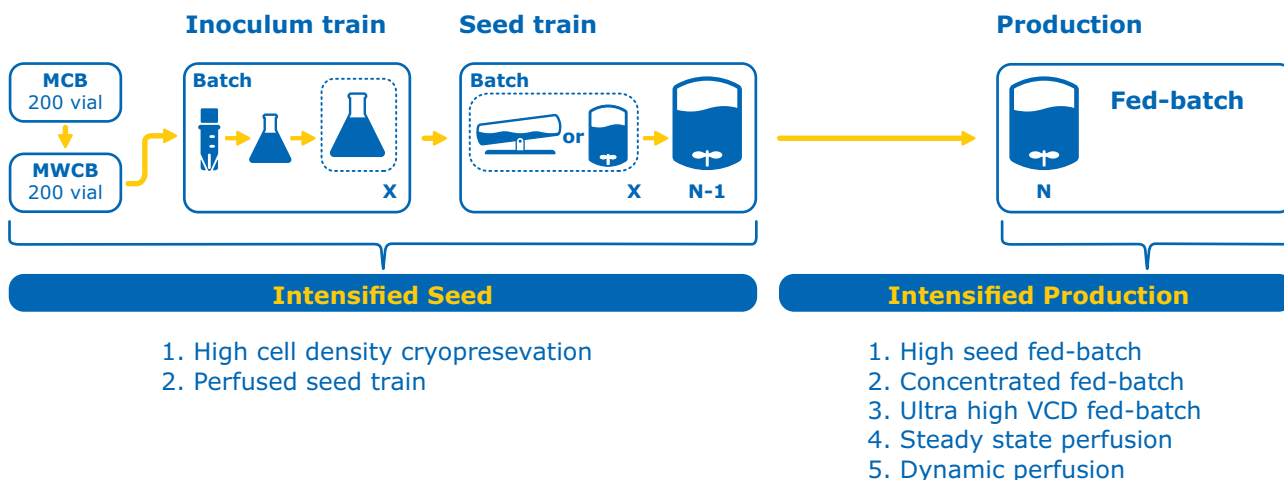 Inoculum train
Seed train
Production
MCB
200 vial
MWCB
200 vial
Batch
X
Batch
or
X
N-1
Fed-batch
N
Intensified Seed
Intensified Production
1. High cell density cryopresevation
2. Perfused seed train
1. High seed fed-batch
2. Concentrated fed-batch
3. Ultra high VCD fed-batch
4. Steady state perfusion
5. Dynamic perfusion